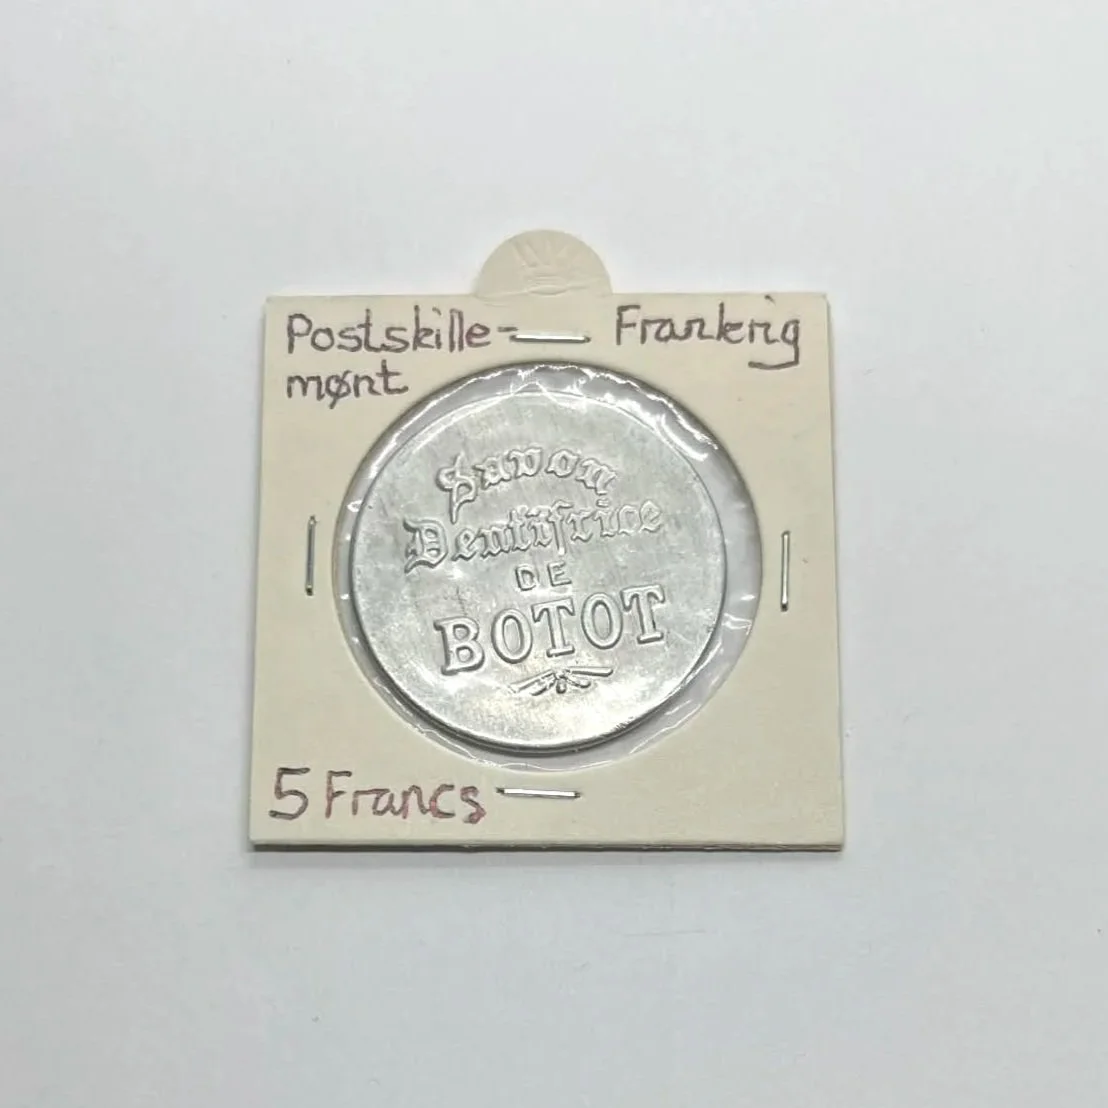 Postskille- Frankrig
mønt
Savon
Dentifrice
DE
BOTOT
5 Francs